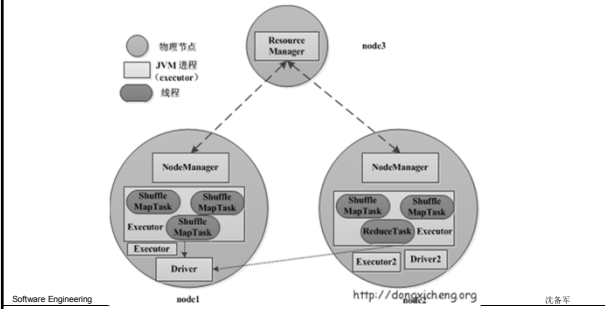 物理节点
JVM 进程
（executor）
线程
Resource
Manager
node3
NodeManager
Shuffle
MapTask
Shuffle
MapTask
Shuffle
MapTask
Executor
Executor
Driver
node1
NodeManager
Shuffle
MapTask
Shuffle
MapTask
ReduceTask
Executor
Executor2
Driver2
node2
http://dongxicheng.org
Software Engineering
沈备军